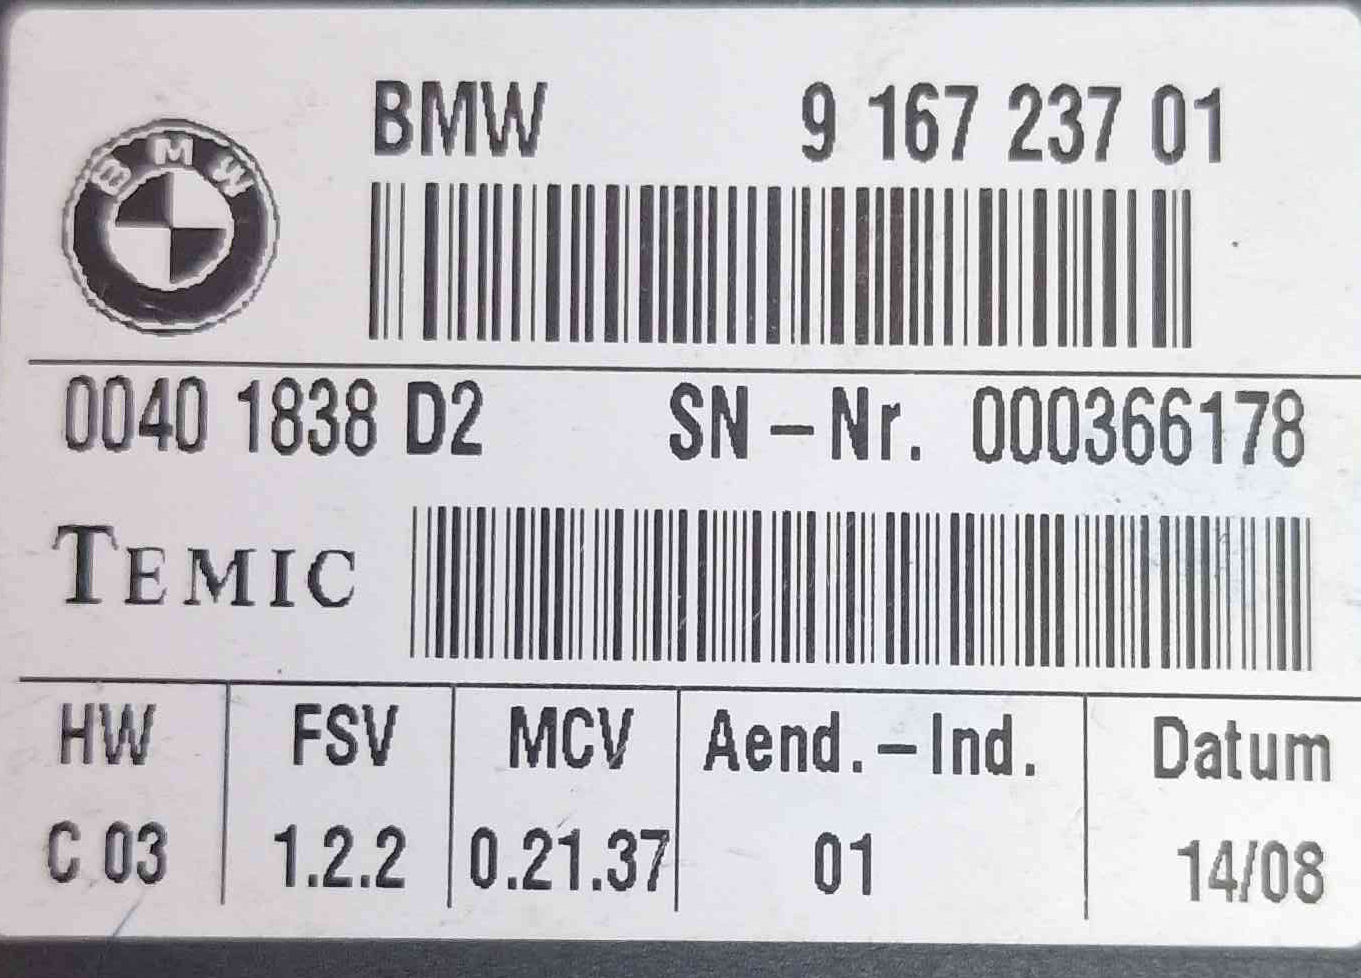 BMW 9 167 237 01
BMW
0040 1838 D2 SN-Nr. 000366178
TEMIC
HW FSV MCV Aend.-Ind. Datum
C 03 1.2.2 0.21.37 01 14/08